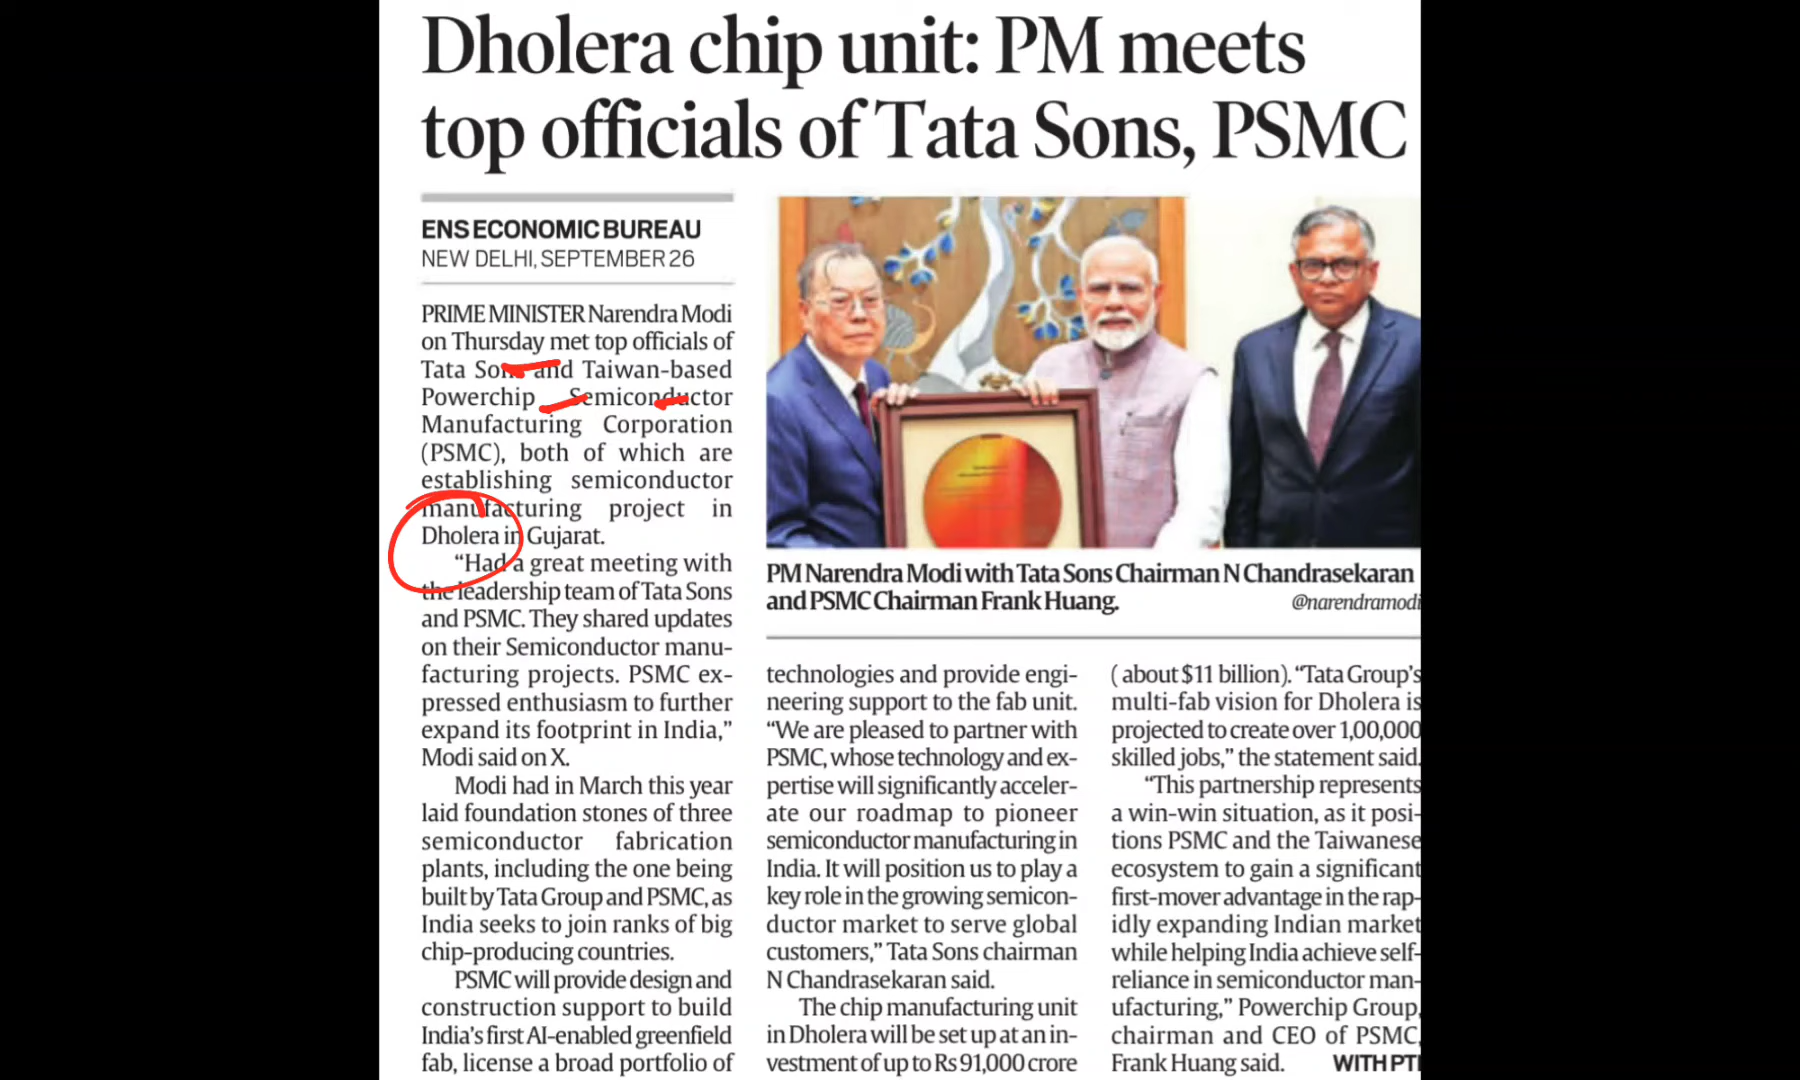 Dholera chip unit: PM meets
top officials of Tata Sons, PSMC
ENS ECONOMIC BUREAU
NEW DELHI, SEPTEMBER 26
PRIME MINISTER Narendra Modi
on Thursday met top officials of
Tata Sons and Taiwan-based
Powerchip Semiconductor
Manufacturing Corporation
(PSMC), both of which are
establishing semiconductor
manufacturing project in
Dholera in Gujarat.
“Had a great meeting with
the leadership team of Tata Sons
and PSMC. They shared updates
on their Semiconductor manu-
facturing projects. PSMC ex-
pressed enthusiasm to further
expand its footprint in India,”
Modi said on X.
Modi had in March this year
laid foundation stones of three
semiconductor fabrication
plants, including the one being
built by Tata Group and PSMC, as
India seeks to join ranks of big
chip-producing countries.
PSMC will provide design and
construction support to build
India’s first AI-enabled greenfield
fab, license a broad portfolio of
PM Narendra Modi with Tata Sons Chairman N Chandrasekaran
and PSMC Chairman Frank Huang. @narendramodi
technologies and provide engi-
neering support to the fab unit.
“We are pleased to partner with
PSMC, whose technology and ex-
pertise will significantly acceler-
ate our roadmap to pioneer
semiconductor manufacturing in
India. It will position us to play a
key role in the growing semicon-
ductor market to serve global
customers,” Tata Sons chairman
N Chandrasekaran said.
The chip manufacturing unit
in Dholera will be set up at an in-
vestment of up to Rs 91,000 crore
( about $11 billion). “Tata Group’s
multi-fab vision for Dholera is
projected to create over 1,00,000
skilled jobs,” the statement said.
“This partnership represents
a win-win situation, as it posi-
tions PSMC and the Taiwanese
ecosystem to gain a significant
first-mover advantage in the rap-
idly expanding Indian market
while helping India achieve self-
reliance in semiconductor man-
ufacturing,” Powerchip Group,
chairman and CEO of PSMC,
Frank Huang said. WITH PTI